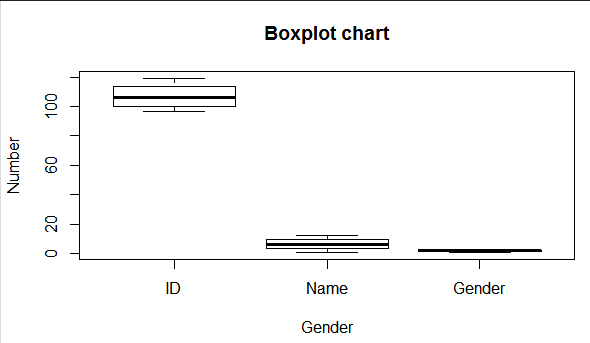 Boxplot chart
Number
100
60
20
0
ID Name Gender
Gender